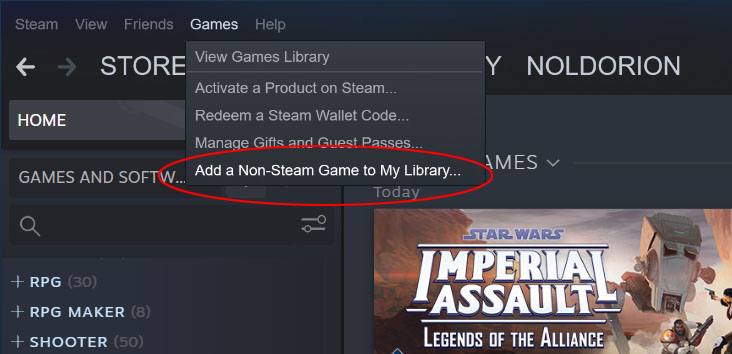 Steam View Friends Games Help
View Games Library
STORE Y NOLDORION
Activate a Product on Steam...
HOME
Redeem a Steam Wallet Code...
Manage Gifts and Guest Passes...
Add a Non-Steam Game to My Library...
AMES
GAMES AND SOFTW...
Today
STAR WARS
IMPERIAL
ASSAULT
LEGENDS OF THE ALLIANCE
+ RPG (30)
+ RPG MAKER (8)
+ SHOOTER (50)